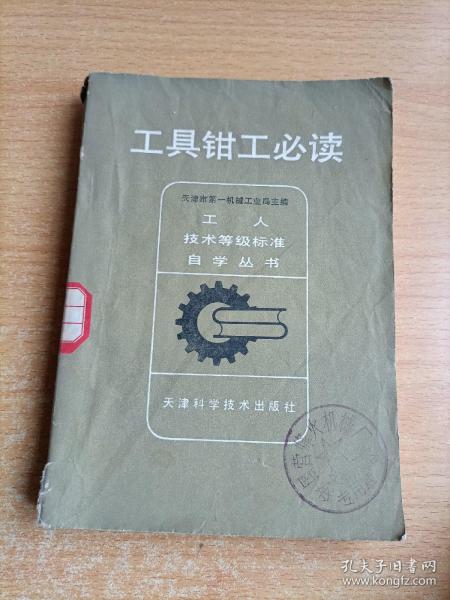 工具钳工必读
天津市第一机械工业局主编
工人
技术等级标准
自学丛书
天津科学技术出版社
孔夫子旧书网
www.kongfz.com